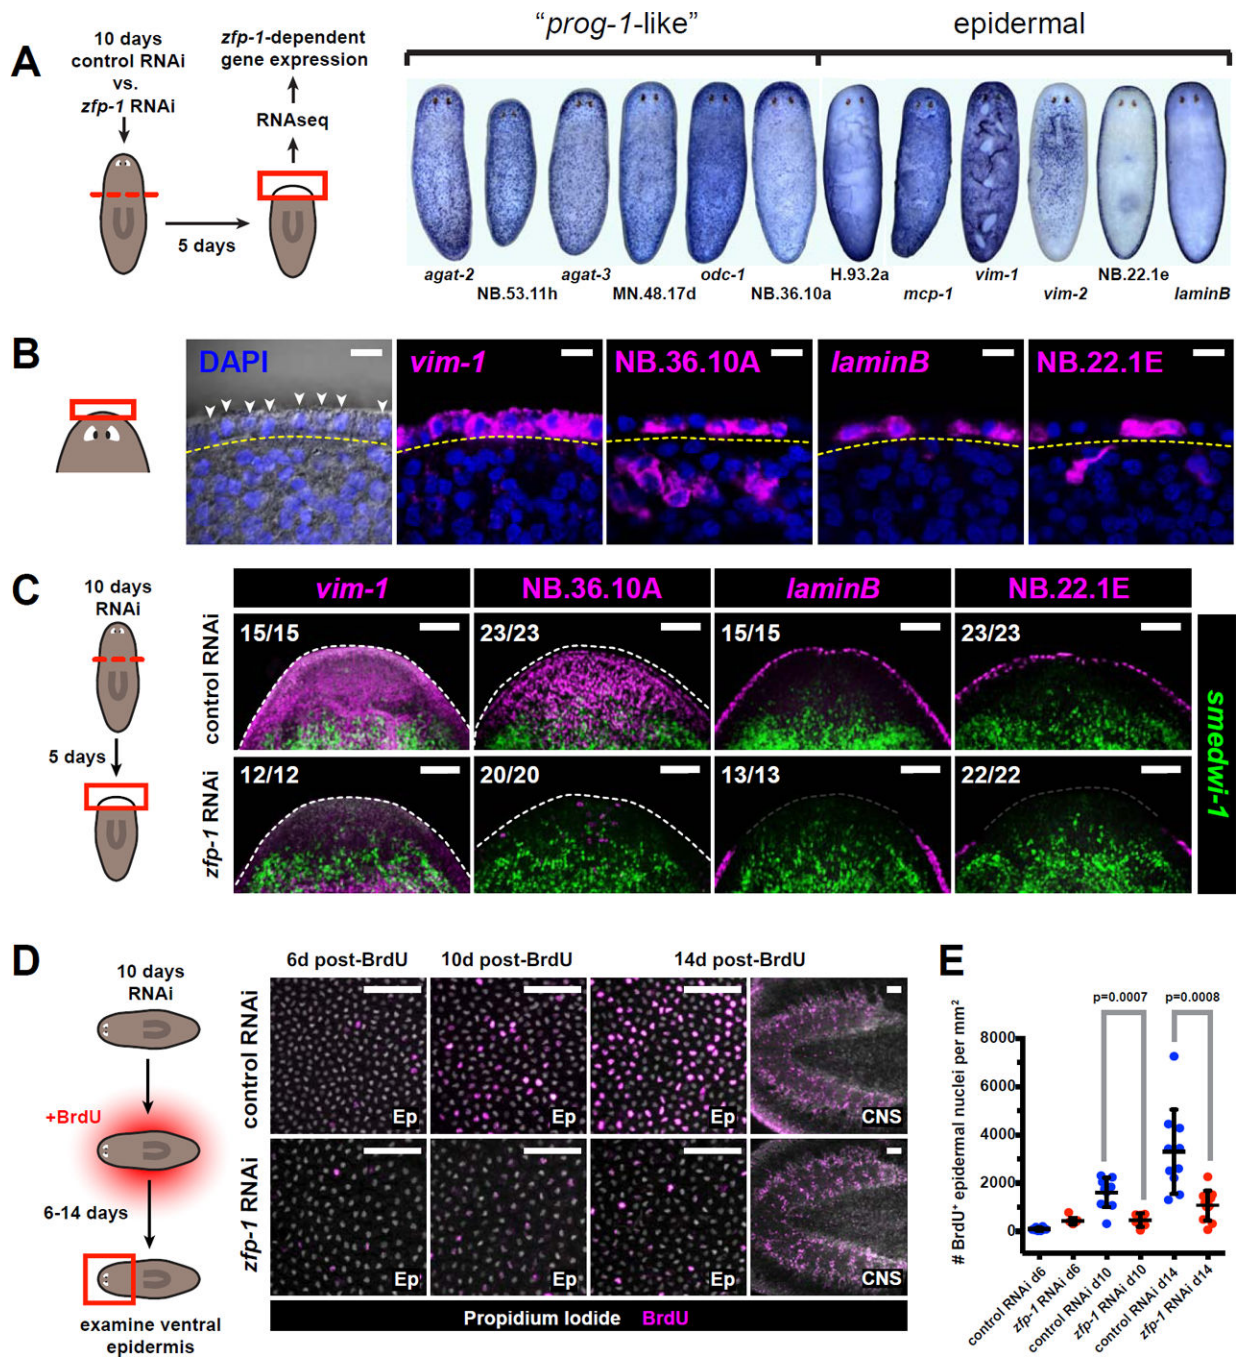 A
10 days
control RNAi
vs.
zfp-1 RNAi
5 days
zfp-1-dependent
gene expression
RNAseq
"prog-1-like"
epidermal
agat-2
NB.53.11h
agat-3
MN.48.17d
odc-1
NB.36.10a
H.93.2a
mcp-1
vim-1
vim-2
NB.22.1e
laminB
B
DAPI
vim-1
NB.36.10A
laminB
NB.22.1E
C
10 days
RNAi
5 days
vim-1
NB.36.10A
laminB
NB.22.1E
control RNAi
15/15
23/23
15/15
23/23
zfp-1 RNAi
12/12
20/20
13/13
22/22
smedwi-1
D
10 days
RNAi
+BrdU
6-14 days
examine ventral
epidermis
6d post-BrdU
10d post-BrdU
14d post-BrdU
control RNAi
Ep
Ep
Ep
CNS
zfp-1 RNAi
Ep
Ep
Ep
CNS
Propidium Iodide BrdU
E
p=0.0007
p=0.0008
# BrdU+ epidermal nuclei per mm²
8000
6000
4000
2000
0
control RNAi d6
zfp-1 RNAi d6
control RNAi d10
zfp-1 RNAi d10
control RNAi d14
zfp-1 RNAi d14